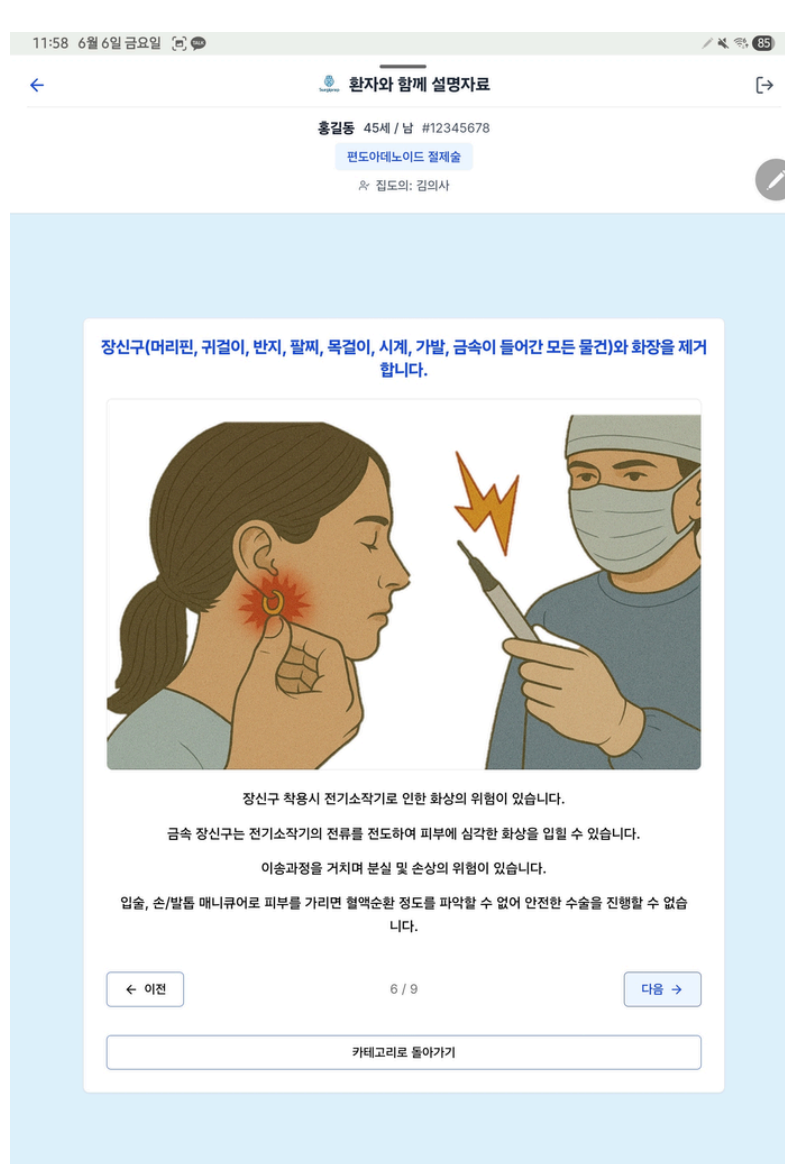 11:58 6월 6일 금요일
85
환자와 함께 설명자료
홍길동 45세 / 남 #12345678
편도아데노이드 절제술
집도의: 김의사
장신구(머리핀, 귀걸이, 반지, 팔찌, 목걸이, 시계, 가발, 금속이 들어간 모든 물건)와 화장을 제거
합니다.
장신구 착용시 전기소작기로 인한 화상의 위험이 있습니다.
금속 장신구는 전기소작기의 전류를 전도하여 피부에 심각한 화상을 입힐 수 있습니다.
이송과정을 거치며 분실 및 손상의 위험이 있습니다.
입술, 손/발톱 매니큐어로 피부를 가리면 혈액순환 정도를 파악할 수 없어 안전한 수술을 진행할 수 없습
니다.
← 이전
6 / 9
다음 →
카테고리로 돌아가기